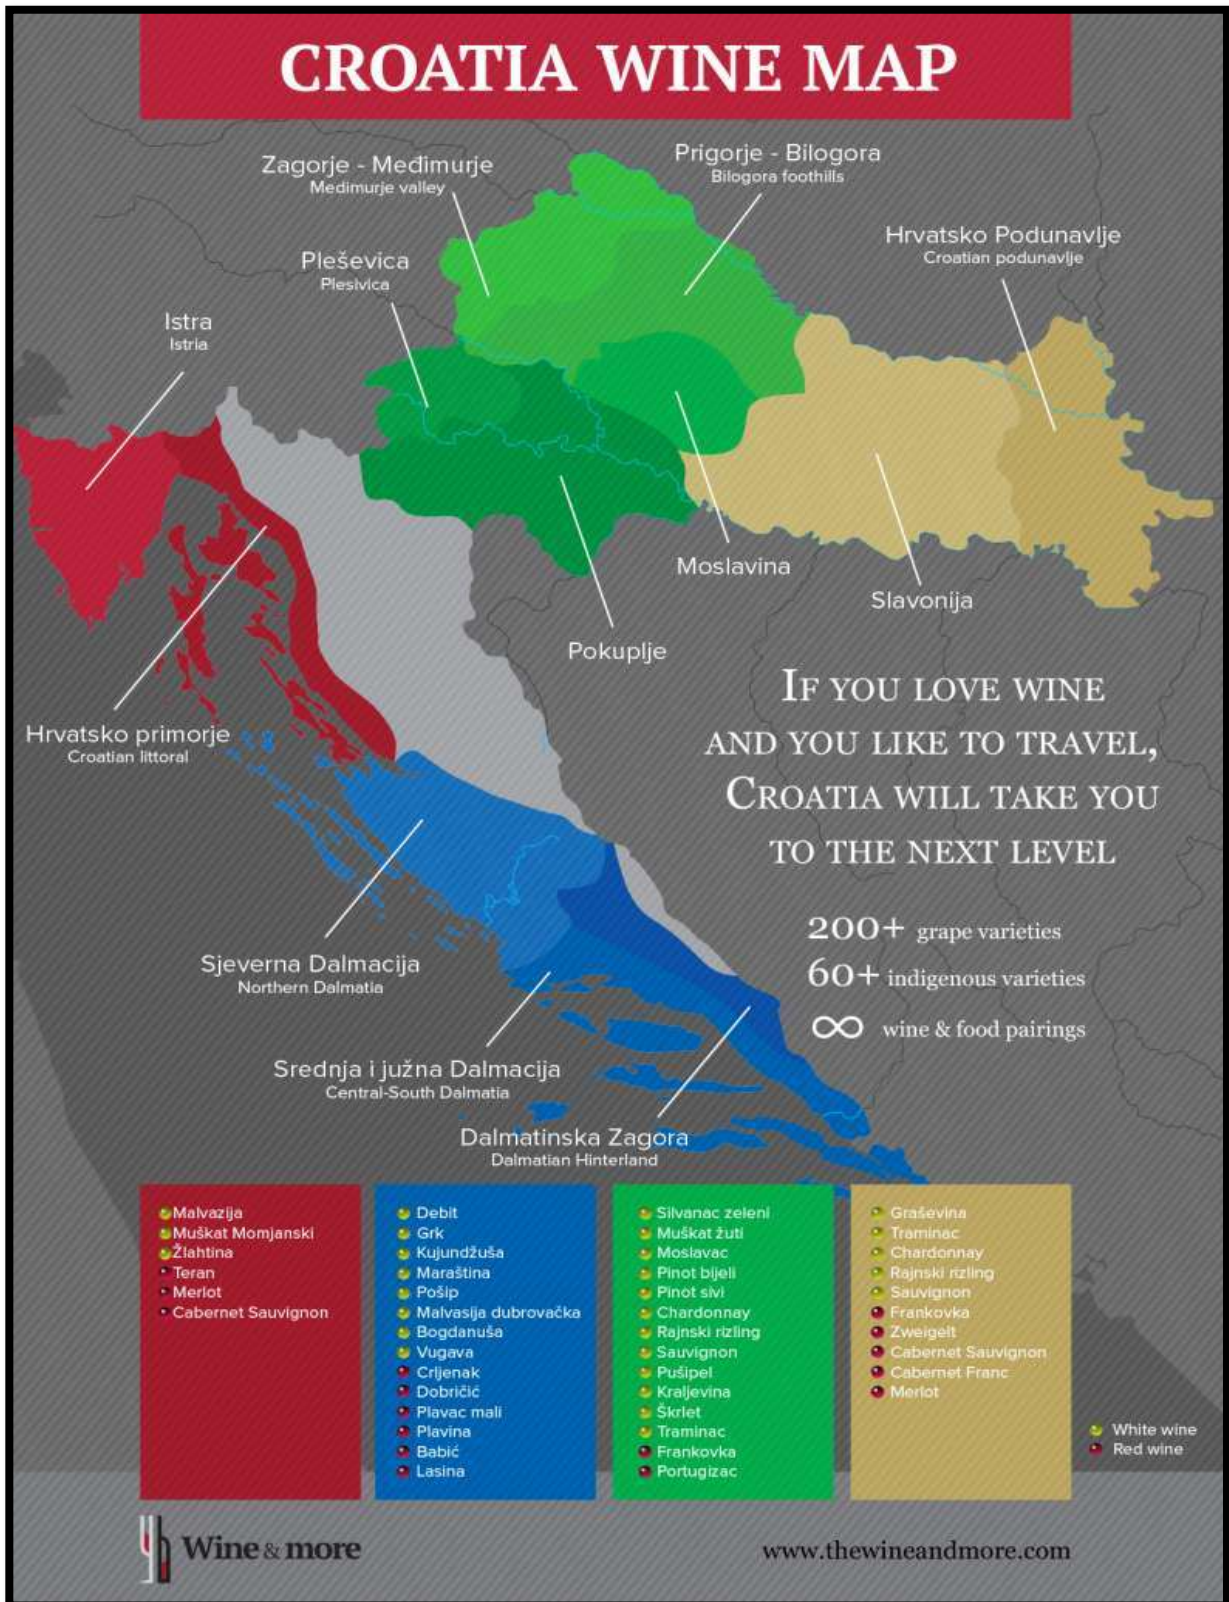 CROATIA WINE MAP
Zagorje - Međimurje
Medimurje valley
Prigorje - Bilogora
Bilogora foothills
Hrvatsko Podunavlje
Croatian podunavlje
Pleševica
Plesivica
Istra
Istria
Moslavina
Slavonija
Pokuplje
Hrvatsko primorje
Croatian littoral
IF YOU LOVE WINE
AND YOU LIKE TO TRAVEL,
CROATIA WILL TAKE YOU
TO THE NEXT LEVEL
200+ grape varieties
60+ indigenous varieties
∞ wine & food pairings
Sjeverna Dalmacija
Northern Dalmatia
Srednja i južna Dalmacija
Central-South Dalmatia
Dalmatinska Zagora
Dalmatian Hinterland
Malvazija
Muškat Momjanski
Žlahtina
Teran
Merlot
Cabernet Sauvignon
Debit
Grk
Kujundžuša
Maraština
Pošip
Malvasija dubrovačka
Bogdanuša
Vugava
Crljenak
Dobričić
Plavac mali
Plavina
Babić
Lasina
Silvanac zeleni
Muškat žuti
Moslavac
Pinot bijeli
Pinot sivi
Chardonnay
Rajnski rizling
Sauvignon
Pušipel
Kraljevina
Škrlet
Traminac
Frankovka
Portugizac
Graševina
Traminac
Chardonnay
Rajnski rizling
Sauvignon
Frankovka
Zweigelt
Cabernet Sauvignon
Cabernet Franc
Merlot
White wine
Red wine
Wine & more
www.thewineandmore.com